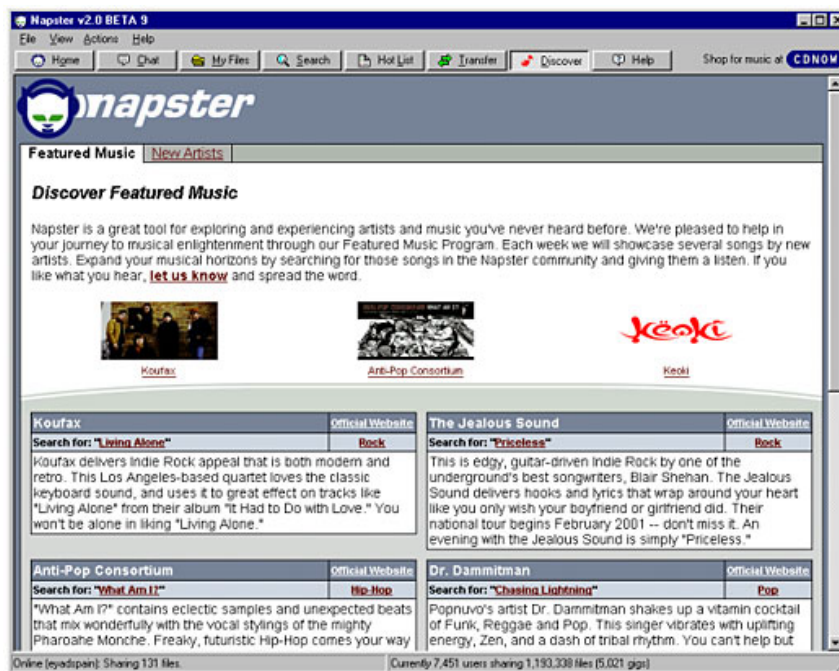 Napster v2.0 BETA 9
File View Actions Help
Home Chat My Files Search Hot List Transfer Discover Help Shop for music at CDNOW
napster
Featured Music New Artists
Discover Featured Music
Napster is a great tool for exploring and experiencing artists and music you've never heard before. We're pleased to help in
your journey to musical enlightenment through our Featured Music Program. Each week we will showcase several songs by new
artists. Expand your musical horizons by searching for those songs in the Napster community and giving them a listen. If you
like what you hear, let us know and spread the word.
ANTI-POP CONSORTIUM WHAT AM I?
këoki
Koufax Anti-Pop Consortium Keoki
Koufax Official Website
Search for: "Living Alone" Rock
Koufax delivers Indie Rock appeal that is both modern and
retro. This Los Angeles-based quartet loves the classic
keyboard sound, and uses it to great effect on tracks like
"Living Alone" from their album "It Had to Do with Love." You
won't be alone in liking "Living Alone."
The Jealous Sound Official Website
Search for: "Priceless" Rock
This is edgy, guitar-driven Indie Rock by one of the
underground's best songwriters, Blair Shehan. The Jealous
Sound delivers hooks and lyrics that wrap around your heart
like you only wish your boyfriend or girlfriend did. Their
national tour begins February 2001 -- don't miss it. An
evening with the Jealous Sound is simply "Priceless."
Anti-Pop Consortium Official Website
Search for: "What Am I?" Hip-Hop
"What Am I?" contains eclectic samples and unexpected beats
that mix wonderfully with the vocal stylings of the mighty
Pharoahe Monche. Freaky, futuristic Hip-Hop comes your way
Dr. Dammitman Official Website
Search for: "Chasing Lightning" Pop
Popnuvo's artist Dr. Dammitman shakes up a vitamin cocktail
of Funk, Reggae and Pop. This singer vibrates with uplifting
energy, Zen, and a dash of tribal rhythm. You can't help but
Online (eyadspain): Sharing 131 files. Currently 7,451 users sharing 1,193,338 files (5,021 gigs)